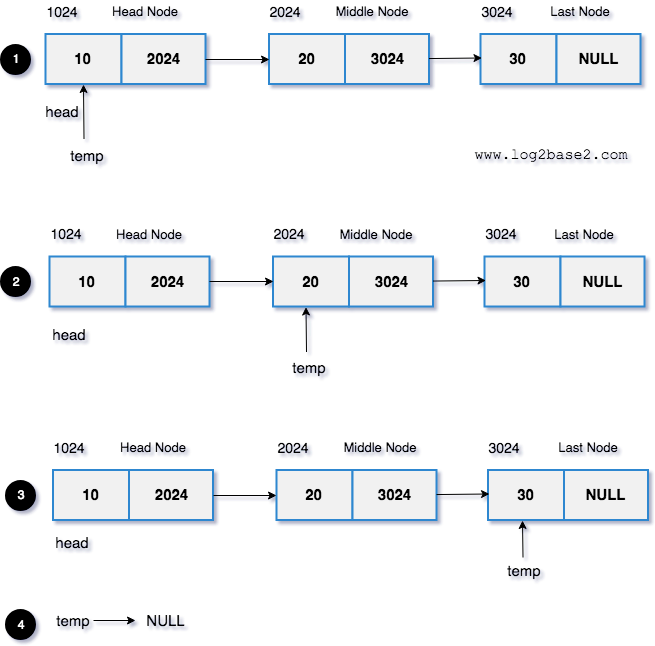 1024 Head Node 2024 Middle Node 3024 Last Node
1 10 2024 20 3024 30 NULL
head
temp
www.log2base2.com
1024 Head Node 2024 Middle Node 3024 Last Node
2 10 2024 20 3024 30 NULL
head
temp
1024 Head Node 2024 Middle Node 3024 Last Node
3 10 2024 20 3024 30 NULL
head
temp
4 temp NULL